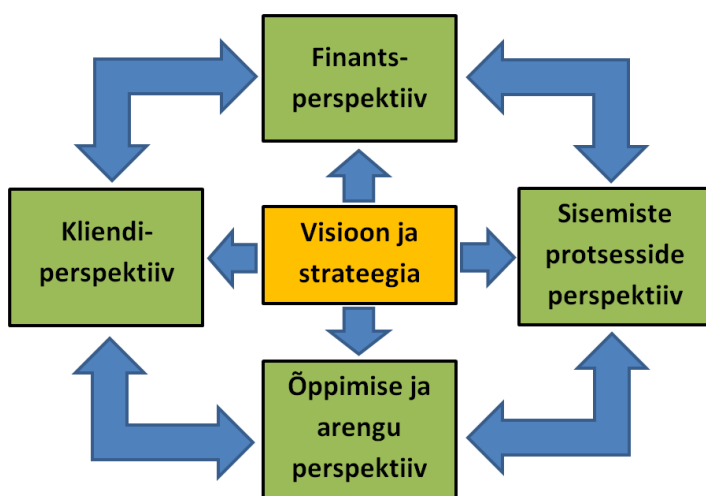 Finants-
perspektiiv
Kliendi-
perspektiiv
Visioon ja
strateegia
Sisemiste
protsesside
perspektiiv
Õppimise ja
arengu
perspektiiv